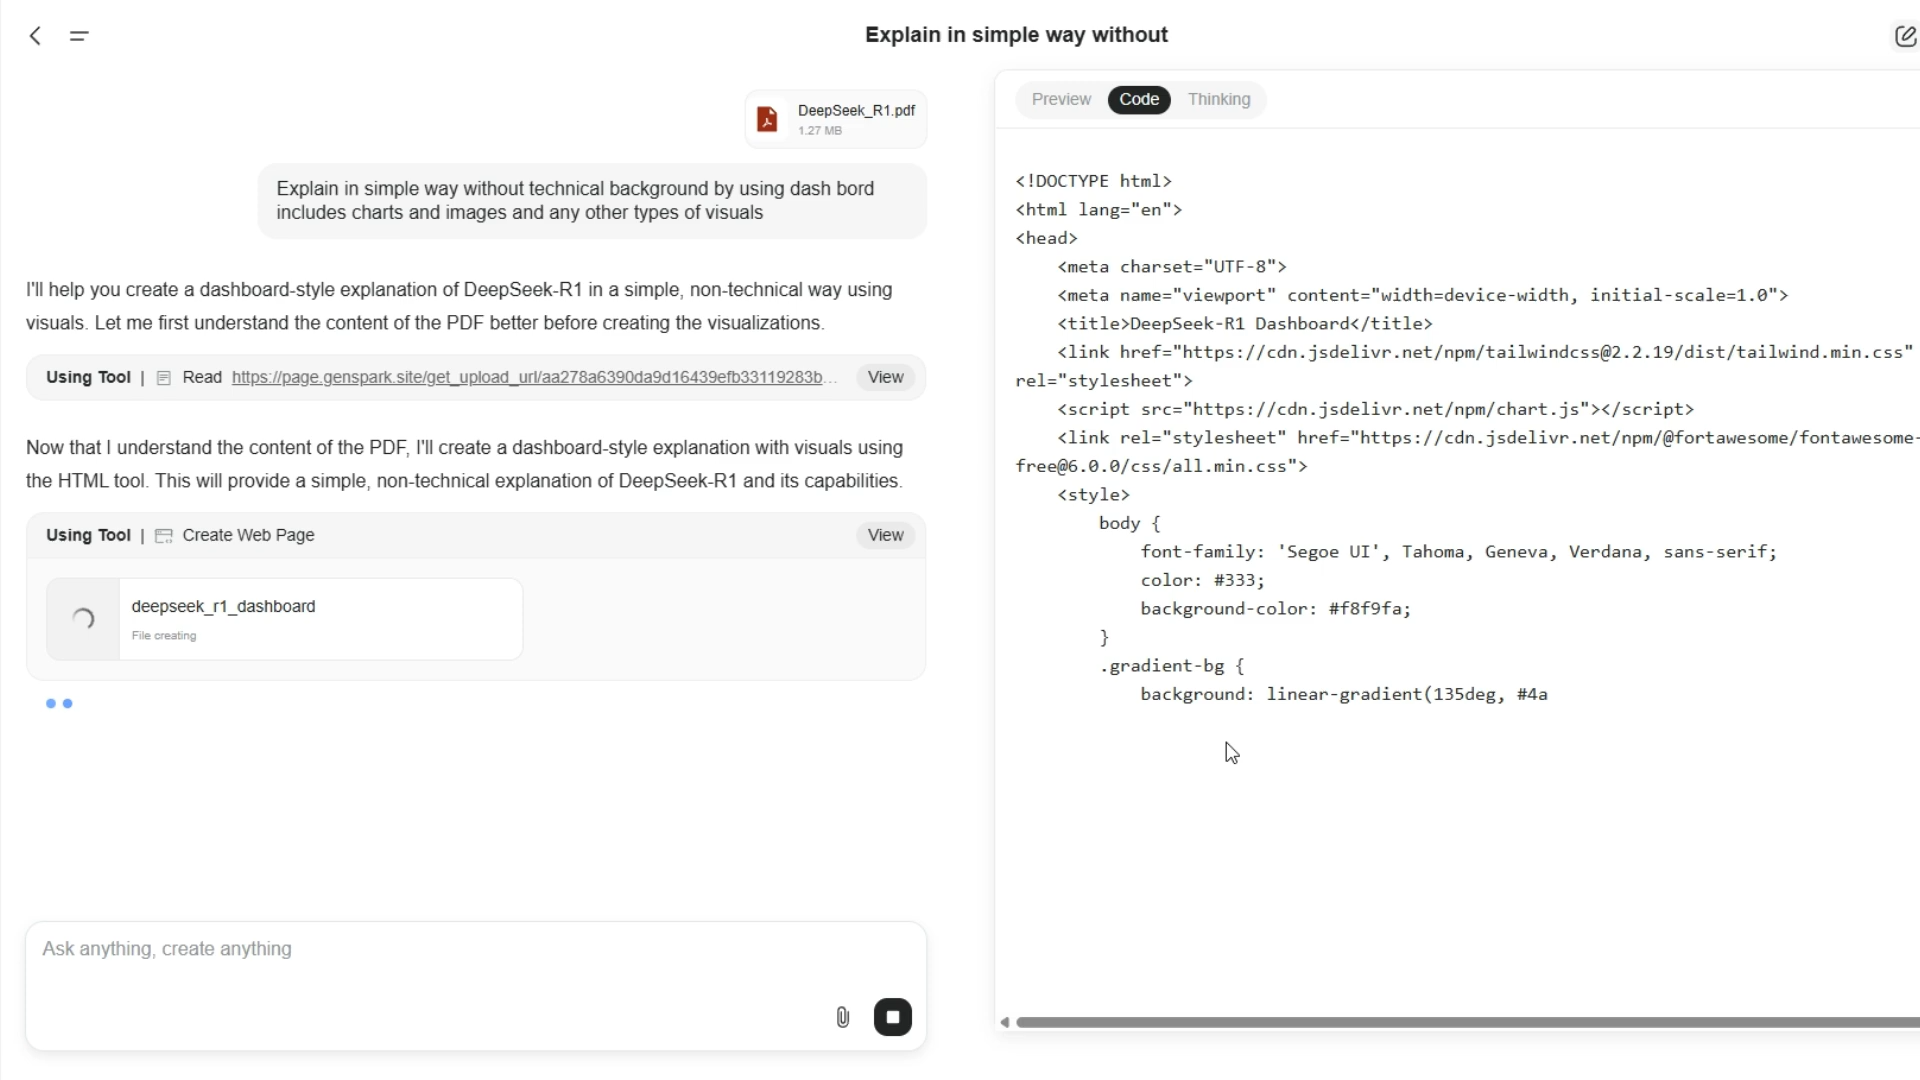 Explain in simple way without
DeepSeek_R1.pdf
1.27 MB
Explain in simple way without technical background by using dash bord
includes charts and images and any other types of visuals
I'll help you create a dashboard-style explanation of DeepSeek-R1 in a simple, non-technical way using
visuals. Let me first understand the content of the PDF better before creating the visualizations.
Using Tool | Read https://page.genspark.site/get_upload_url/aa278a6390da9d16439efb33119283b... View
Now that I understand the content of the PDF, I'll create a dashboard-style explanation with visuals using
the HTML tool. This will provide a simple, non-technical explanation of DeepSeek-R1 and its capabilities.
Using Tool | Create Web Page View
deepseek_r1_dashboard
File creating
Ask anything, create anything
Preview Code Thinking
<!DOCTYPE html>
<html lang="en">
<head>
    <meta charset="UTF-8">
    <meta name="viewport" content="width=device-width, initial-scale=1.0">
    <title>DeepSeek-R1 Dashboard</title>
    <link href="https://cdn.jsdelivr.net/npm/tailwindcss@2.2.19/dist/tailwind.min.css"
rel="stylesheet">
    <script src="https://cdn.jsdelivr.net/npm/chart.js"></script>
    <link rel="stylesheet" href="https://cdn.jsdelivr.net/npm/@fortawesome/fontawesome-
free@6.0.0/css/all.min.css">
    <style>
        body {
            font-family: 'Segoe UI', Tahoma, Geneva, Verdana, sans-serif;
            color: #333;
            background-color: #f8f9fa;
        }
        .gradient-bg {
            background: linear-gradient(135deg, #4a